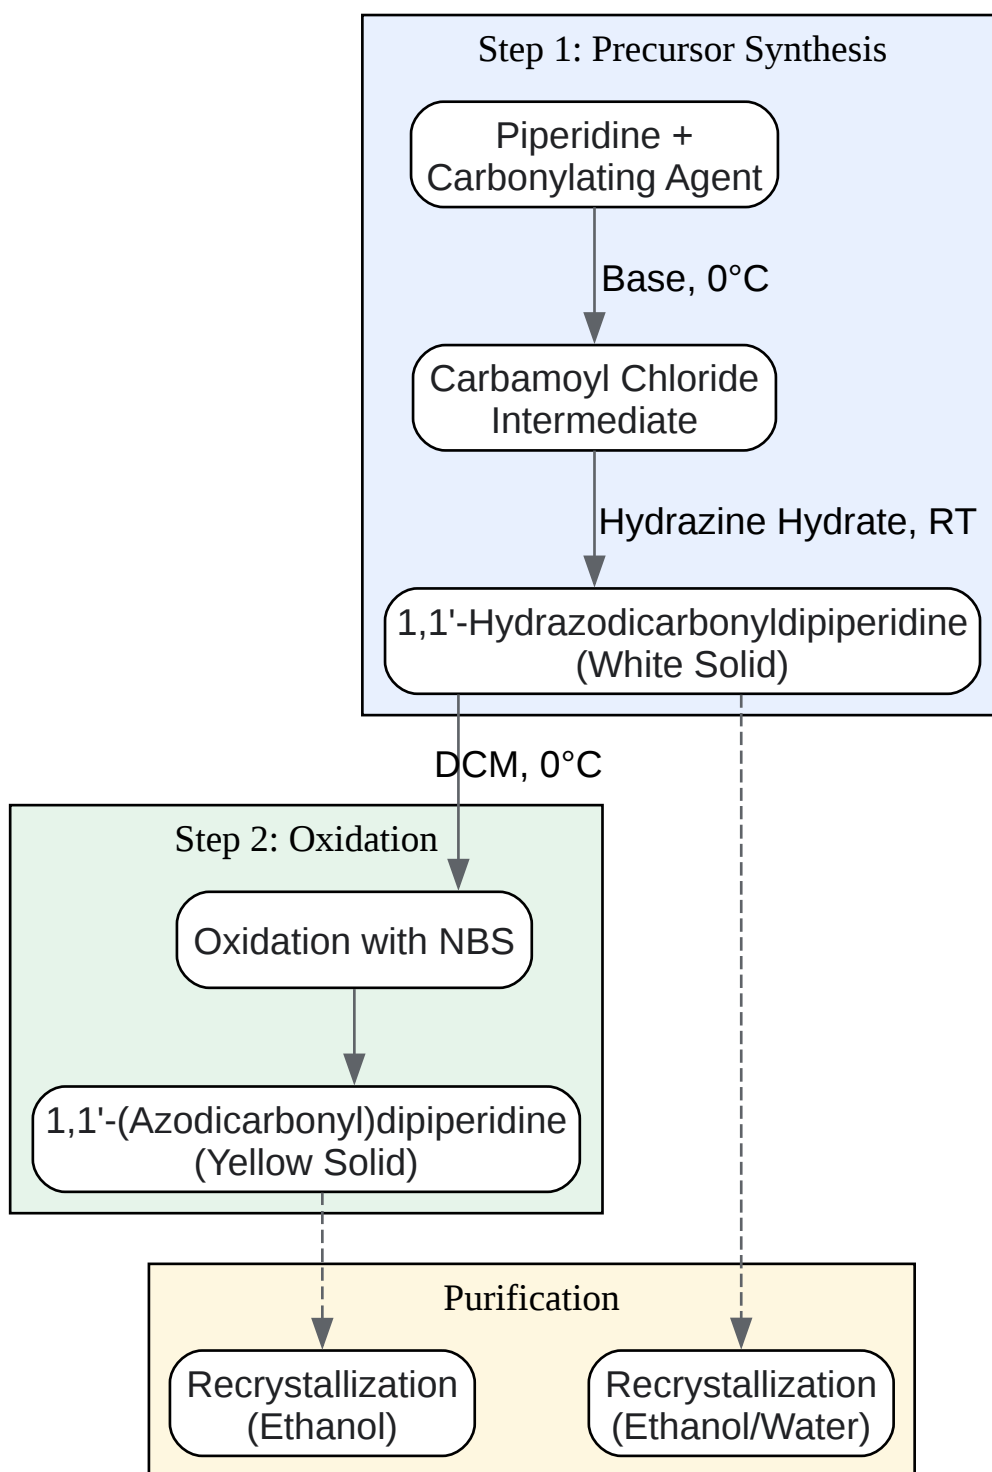 Step 1: Precursor Synthesis
Piperidine +
Carbonylating Agent
Base, 0°C
Carbamoyl Chloride
Intermediate
Hydrazine Hydrate, RT
1,1'-Hydrazodicarbonyldipiperidine
(White Solid)
DCM, 0°C
Step 2: Oxidation
Oxidation with NBS
1,1'-(Azodicarbonyl)dipiperidine
(Yellow Solid)
Purification
Recrystallization
(Ethanol)
Recrystallization
(Ethanol/Water)